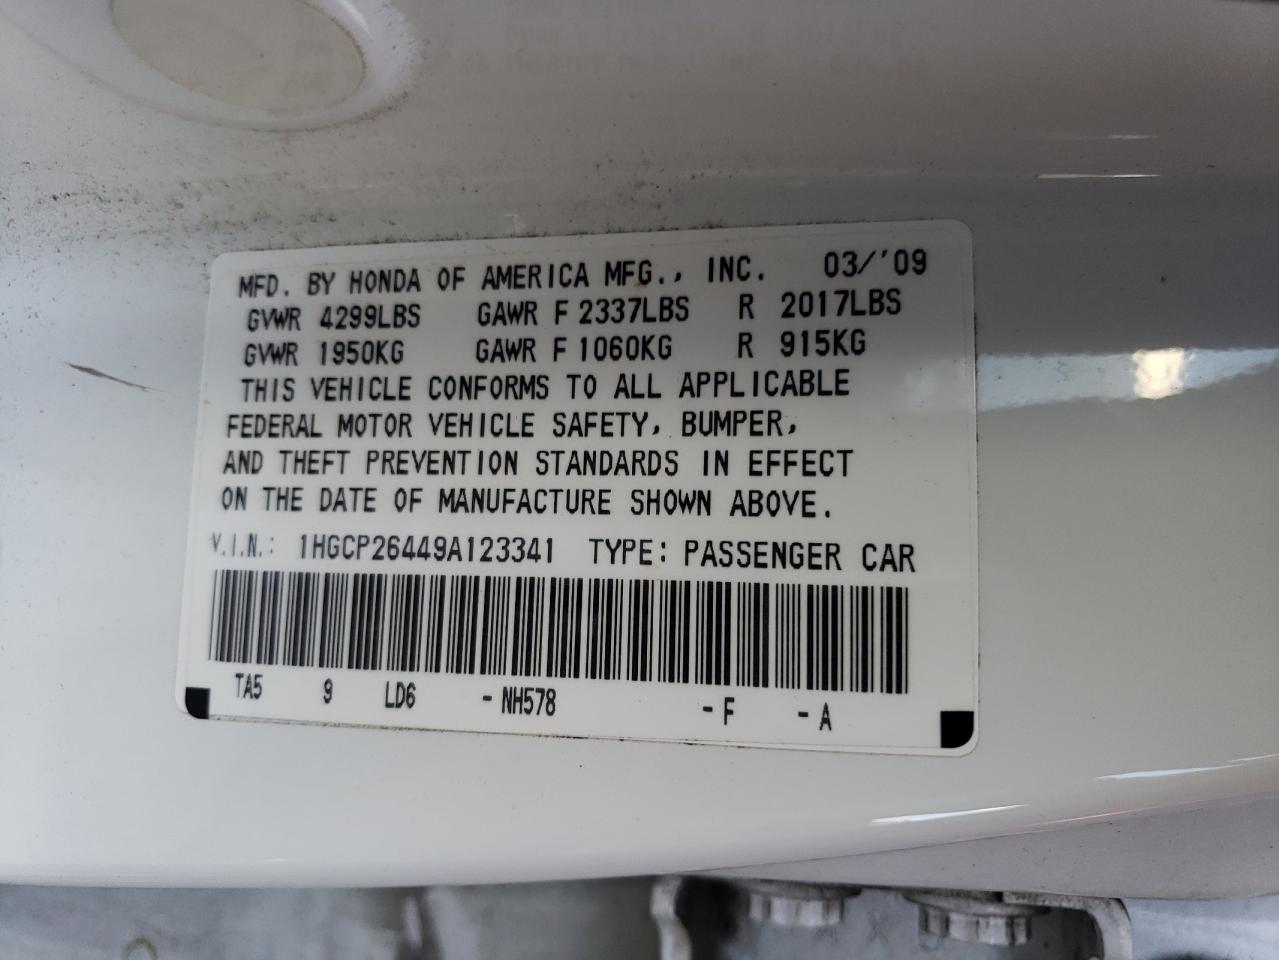 MFD. BY HONDA OF AMERICA MFG., INC. 03/'09
GVWR 4299LBS GAWR F 2337LBS R 2017LBS
GVWR 1950KG GAWR F 1060KG R 915KG
THIS VEHICLE CONFORMS TO ALL APPLICABLE
FEDERAL MOTOR VEHICLE SAFETY, BUMPER,
AND THEFT PREVENTION STANDARDS IN EFFECT
ON THE DATE OF MANUFACTURE SHOWN ABOVE.
V.I.N.: 1HGCP26449A123341 TYPE: PASSENGER CAR
TA5 9 LD6 - NH578 - F - A